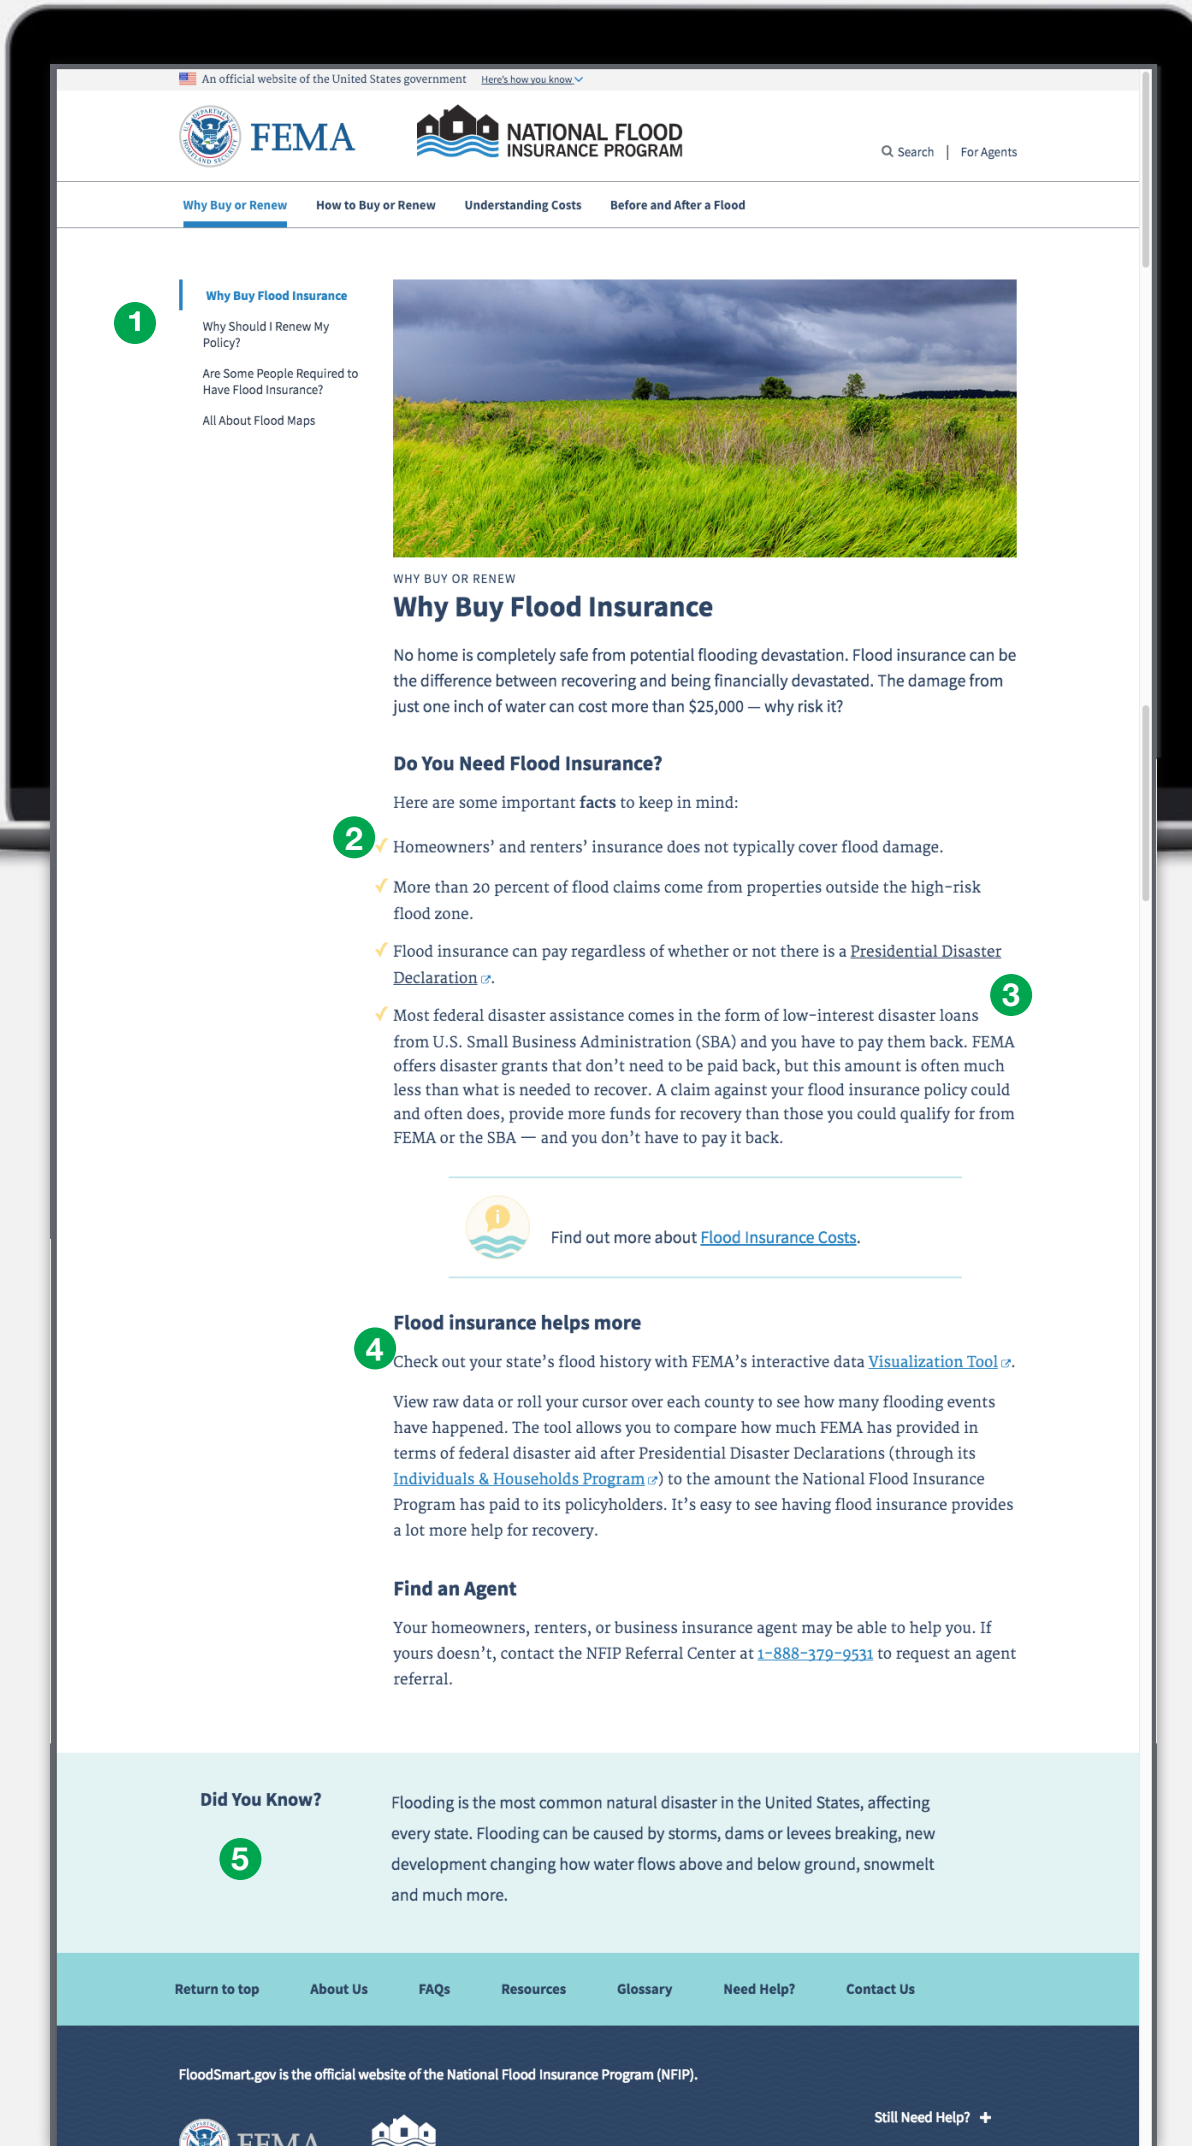 An official website of the United States government Here's how you know
FEMA
NATIONAL FLOOD
INSURANCE PROGRAM
Search | For Agents
Why Buy or Renew How to Buy or Renew Understanding Costs Before and After a Flood
1
Why Buy Flood Insurance
Why Should I Renew My
Policy?
Are Some People Required to
Have Flood Insurance?
All About Flood Maps
WHY BUY OR RENEW
Why Buy Flood Insurance
No home is completely safe from potential flooding devastation. Flood insurance can be
the difference between recovering and being financially devastated. The damage from
just one inch of water can cost more than $25,000 — why risk it?
Do You Need Flood Insurance?
Here are some important facts to keep in mind:
2
Homeowners’ and renters’ insurance does not typically cover flood damage.
More than 20 percent of flood claims come from properties outside the high-risk
flood zone.
Flood insurance can pay regardless of whether or not there is a Presidential Disaster
Declaration.
3
Most federal disaster assistance comes in the form of low-interest disaster loans
from U.S. Small Business Administration (SBA) and you have to pay them back. FEMA
offers disaster grants that don’t need to be paid back, but this amount is often much
less than what is needed to recover. A claim against your flood insurance policy could
and often does, provide more funds for recovery than those you could qualify for from
FEMA or the SBA — and you don’t have to pay it back.
i
Find out more about Flood Insurance Costs.
Flood insurance helps more
4
Check out your state’s flood history with FEMA’s interactive data Visualization Tool.
View raw data or roll your cursor over each county to see how many flooding events
have happened. The tool allows you to compare how much FEMA has provided in
terms of federal disaster aid after Presidential Disaster Declarations (through its
Individuals & Households Program) to the amount the National Flood Insurance
Program has paid to its policyholders. It’s easy to see having flood insurance provides
a lot more help for recovery.
Find an Agent
Your homeowners, renters, or business insurance agent may be able to help you. If
yours doesn’t, contact the NFIP Referral Center at 1-888-379-9531 to request an agent
referral.
Did You Know?
5
Flooding is the most common natural disaster in the United States, affecting
every state. Flooding can be caused by storms, dams or levees breaking, new
development changing how water flows above and below ground, snowmelt
and much more.
Return to top About Us FAQs Resources Glossary Need Help? Contact Us
FloodSmart.gov is the official website of the National Flood Insurance Program (NFIP).
Still Need Help? +
FEMA